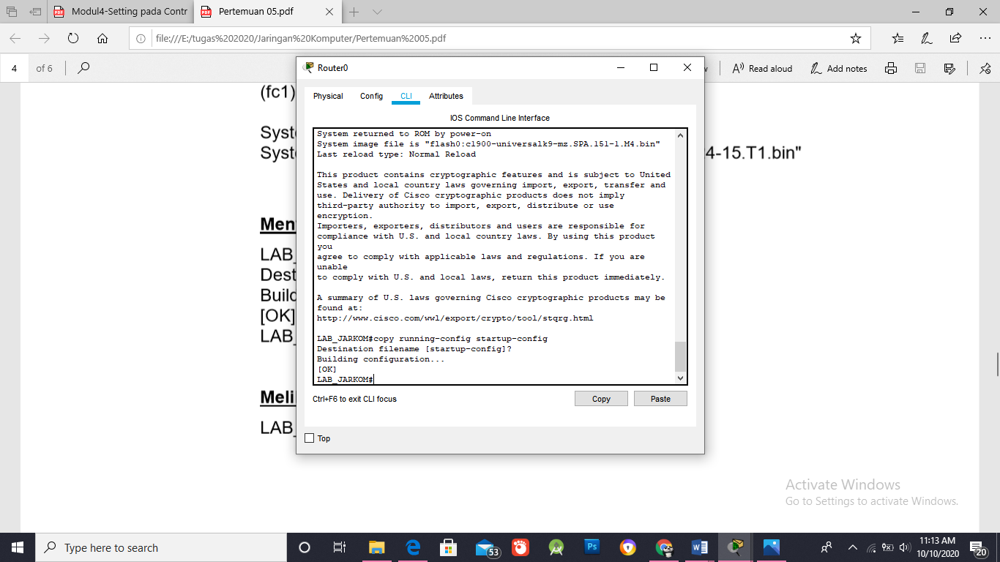 Modul4-Setting pada Contr
Pertemuan 05.pdf
file:///E:/tugas%202020/Jaringan%20Komputer/Pertemuan%2005.pdf
4 of 6
Read aloud
Add notes
(fc1)
Syst
Syst
4-15.T1.bin"
Men
LAB_
Dest
Build
[OK]
LAB_
Meli
LAB_
Router0
Physical Config CLI Attributes
IOS Command Line Interface
System returned to ROM by power-on
System image file is "flash0:c1900-universalk9-mz.SPA.151-1.M4.bin"
Last reload type: Normal Reload
This product contains cryptographic features and is subject to United
States and local country laws governing import, export, transfer and
use. Delivery of Cisco cryptographic products does not imply
third-party authority to import, export, distribute or use
encryption.
Importers, exporters, distributors and users are responsible for
compliance with U.S. and local country laws. By using this product
you
agree to comply with applicable laws and regulations. If you are
unable
to comply with U.S. and local laws, return this product immediately.
A summary of U.S. laws governing Cisco cryptographic products may be
found at:
http://www.cisco.com/wwl/export/crypto/tool/stqrg.html
LAB_JARKOM#copy running-config startup-config
Destination filename [startup-config]?
Building configuration...
[OK]
LAB_JARKOM#
Ctrl+F6 to exit CLI focus
Copy
Paste
Top
Activate Windows
Go to Settings to activate Windows.
Type here to search
53
Ps
11:13 AM
10/10/2020
20